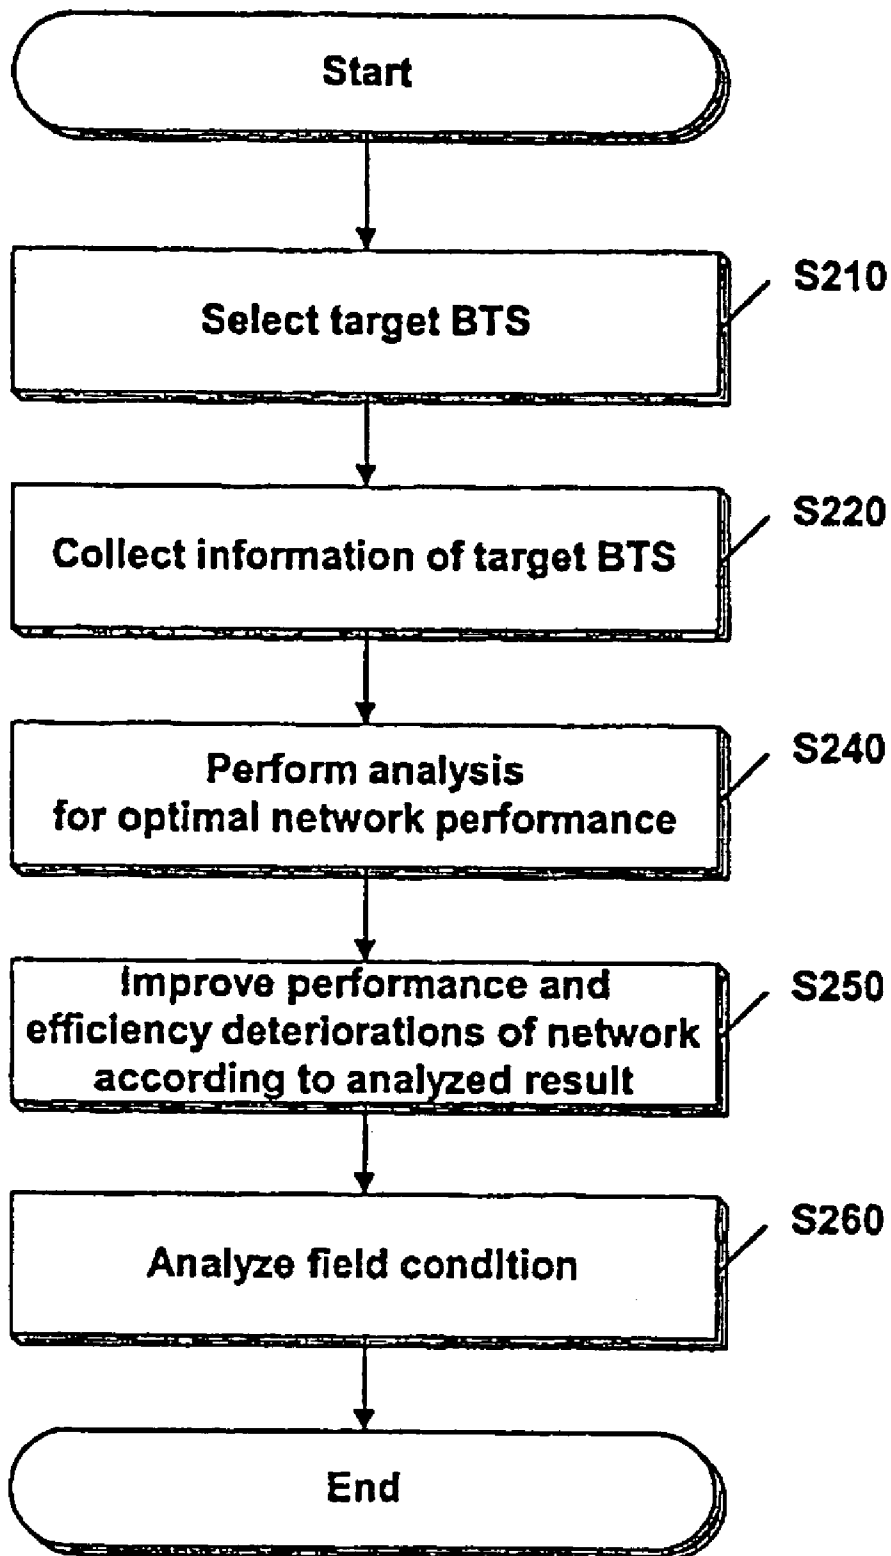 Start
S210
Select target BTS
S220
Collect information of target BTS
S240
Perform analysis
for optimal network performance
S250
Improve performance and
efficiency deteriorations of network
according to analyzed result
S260
Analyze field condition
End